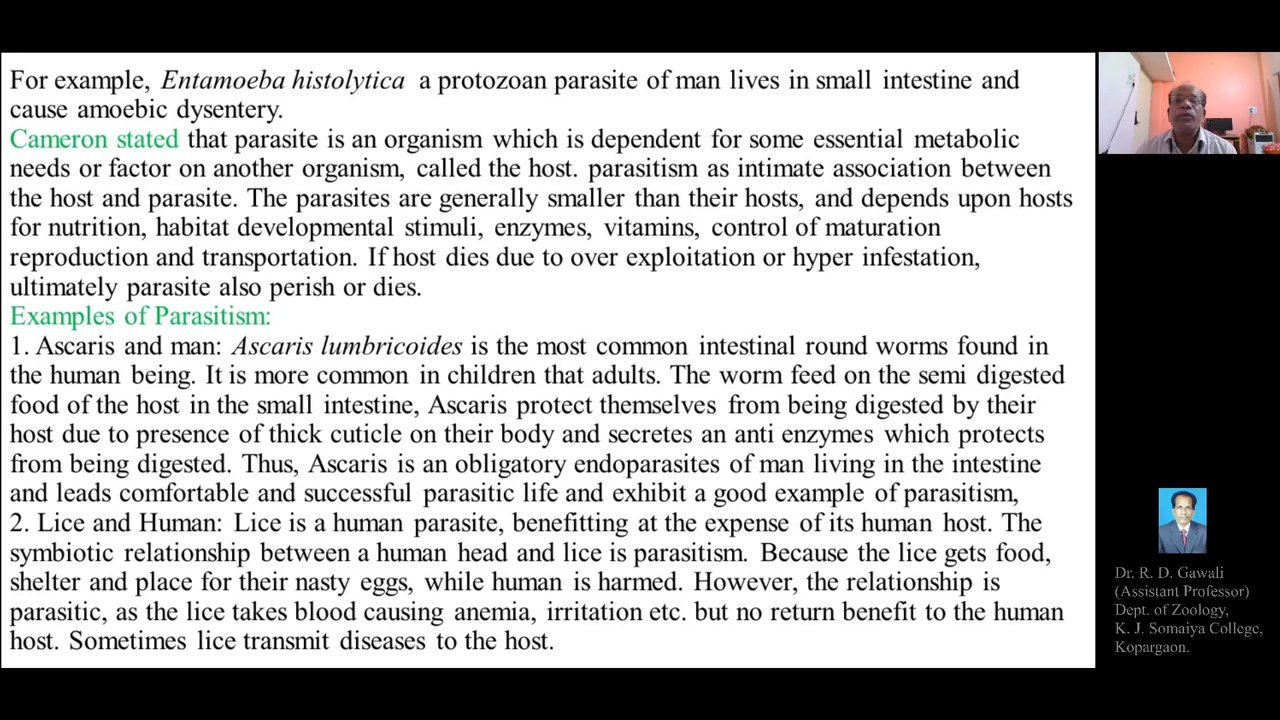 For example, Entamoeba histolytica a protozoan parasite of man lives in small intestine and
cause amoebic dysentery.
Cameron stated that parasite is an organism which is dependent for some essential metabolic
needs or factor on another organism, called the host. parasitism as intimate association between
the host and parasite. The parasites are generally smaller than their hosts, and depends upon hosts
for nutrition, habitat developmental stimuli, enzymes, vitamins, control of maturation
reproduction and transportation. If host dies due to over exploitation or hyper infestation,
ultimately parasite also perish or dies.
Examples of Parasitism:
1. Ascaris and man: Ascaris lumbricoides is the most common intestinal round worms found in
the human being. It is more common in children that adults. The worm feed on the semi digested
food of the host in the small intestine, Ascaris protect themselves from being digested by their
host due to presence of thick cuticle on their body and secretes an anti enzymes which protects
from being digested. Thus, Ascaris is an obligatory endoparasites of man living in the intestine
and leads comfortable and successful parasitic life and exhibit a good example of parasitism,
2. Lice and Human: Lice is a human parasite, benefitting at the expense of its human host. The
symbiotic relationship between a human head and lice is parasitism. Because the lice gets food,
shelter and place for their nasty eggs, while human is harmed. However, the relationship is
parasitic, as the lice takes blood causing anemia, irritation etc. but no return benefit to the human
host. Sometimes lice transmit diseases to the host.
Dr. R. D. Gawali
(Assistant Professor)
Dept. of Zoology,
K. J. Somaiya College,
Kopargaon.